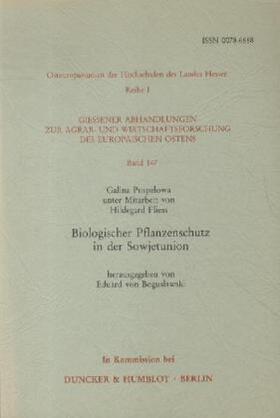 ISSN 0078-6888
Osteuropastudien der Hochschulen des Landes Hessen
Reihe I
GIESSENER ABHANDLUNGEN
ZUR AGRAR- UND WIRTSCHAFTSFORSCHUNG
DES EUROPÄISCHEN OSTENS
Band 167
Galina Pospelowa
unter Mitarbeit von
Hildegard Fliess
Biologischer Pflanzenschutz
in der Sowjetunion
herausgegeben von
Eduard von Boguslawski
In Kommission bei
DUNCKER & HUMBLOT · BERLIN